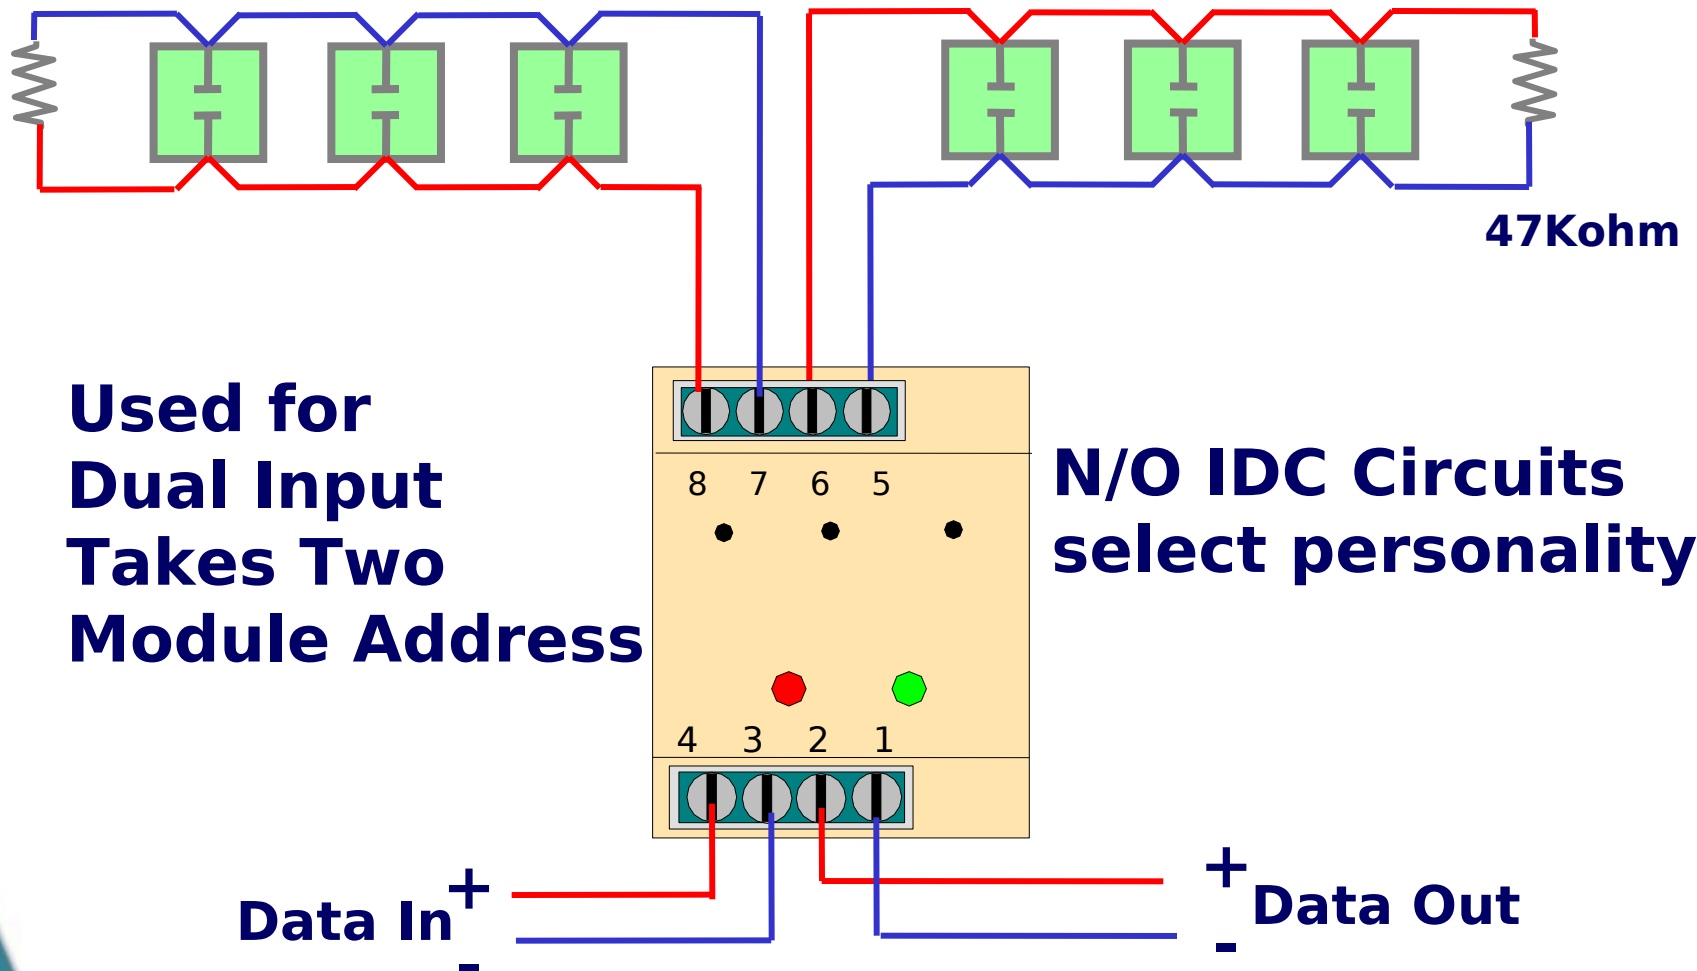 47Kohm
Used for
Dual Input
Takes Two
Module Address
N/O IDC Circuits
select personality
8 7 6 5
4 3 2 1
+
Data In
-
+
Data Out
-